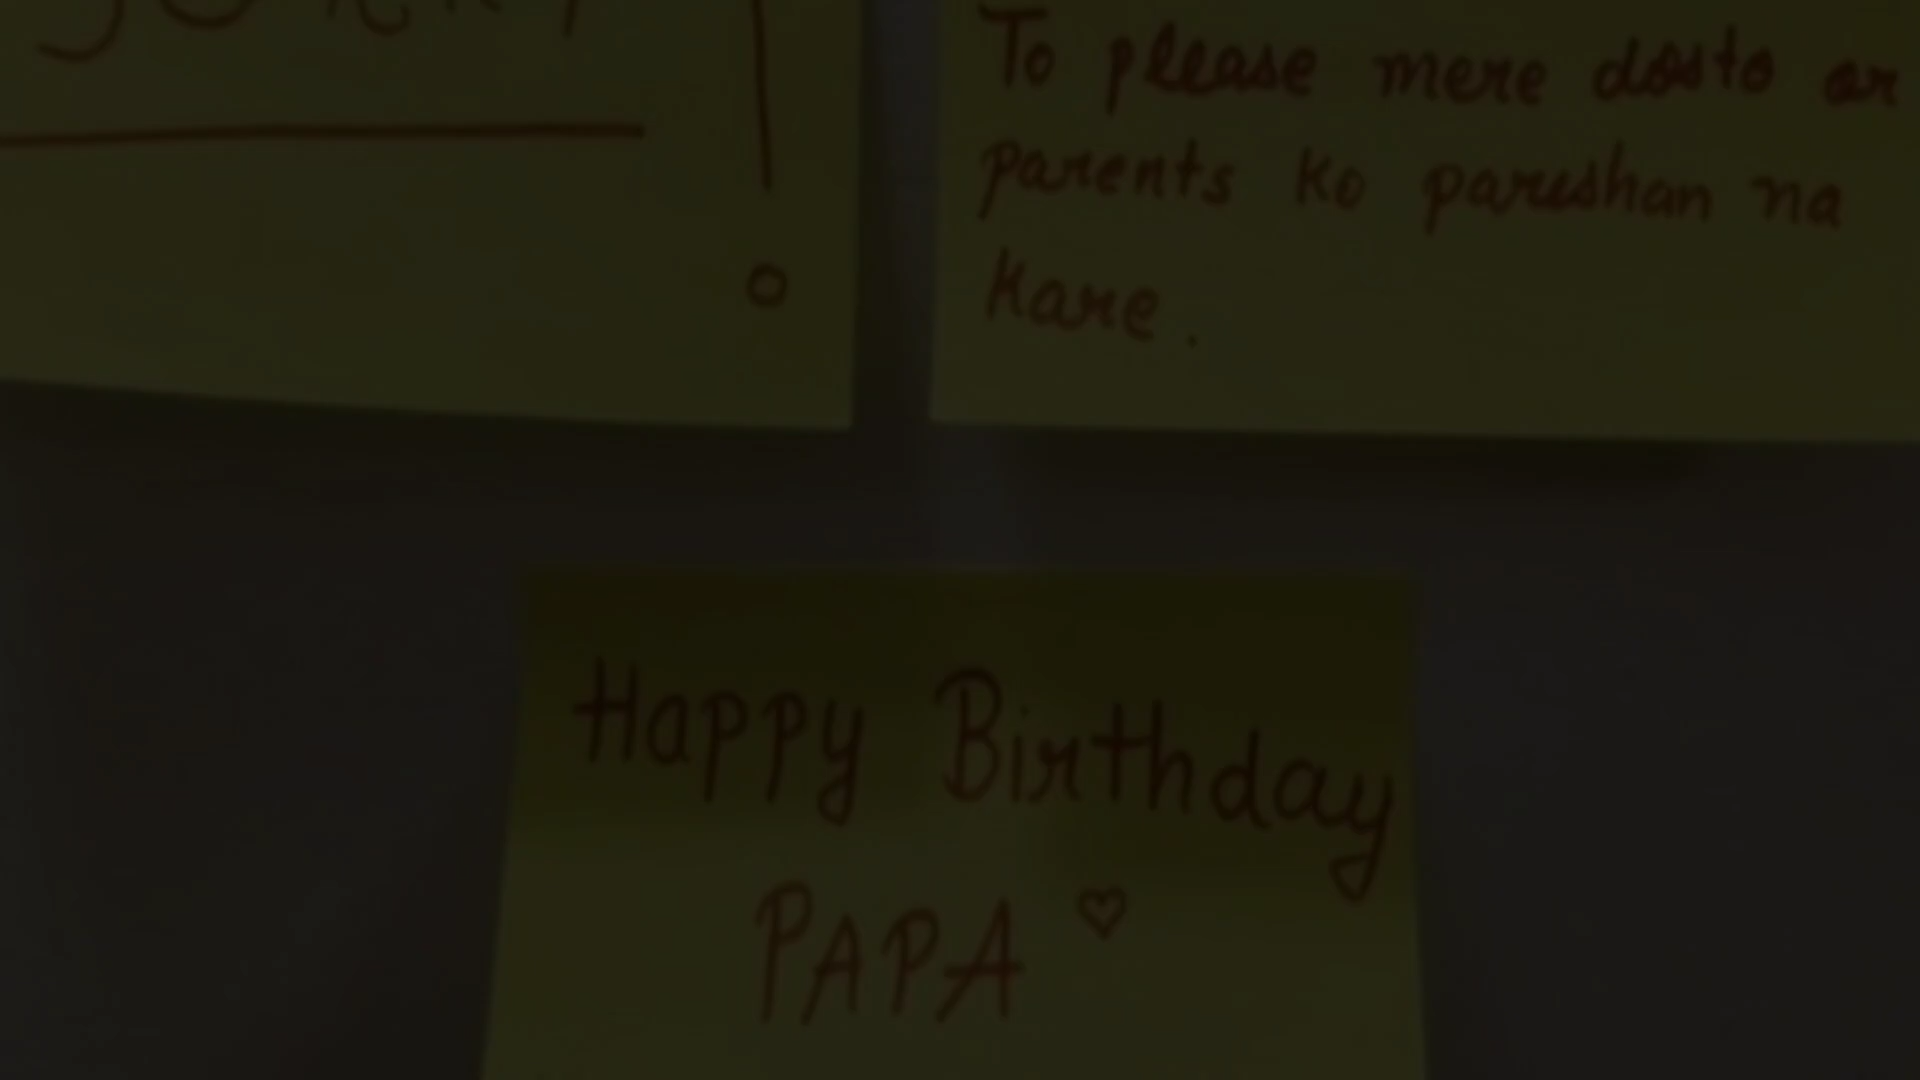 To please mere dosto or
parents ko pareshan na
kare.
Happy Birthday
PAPA ♡